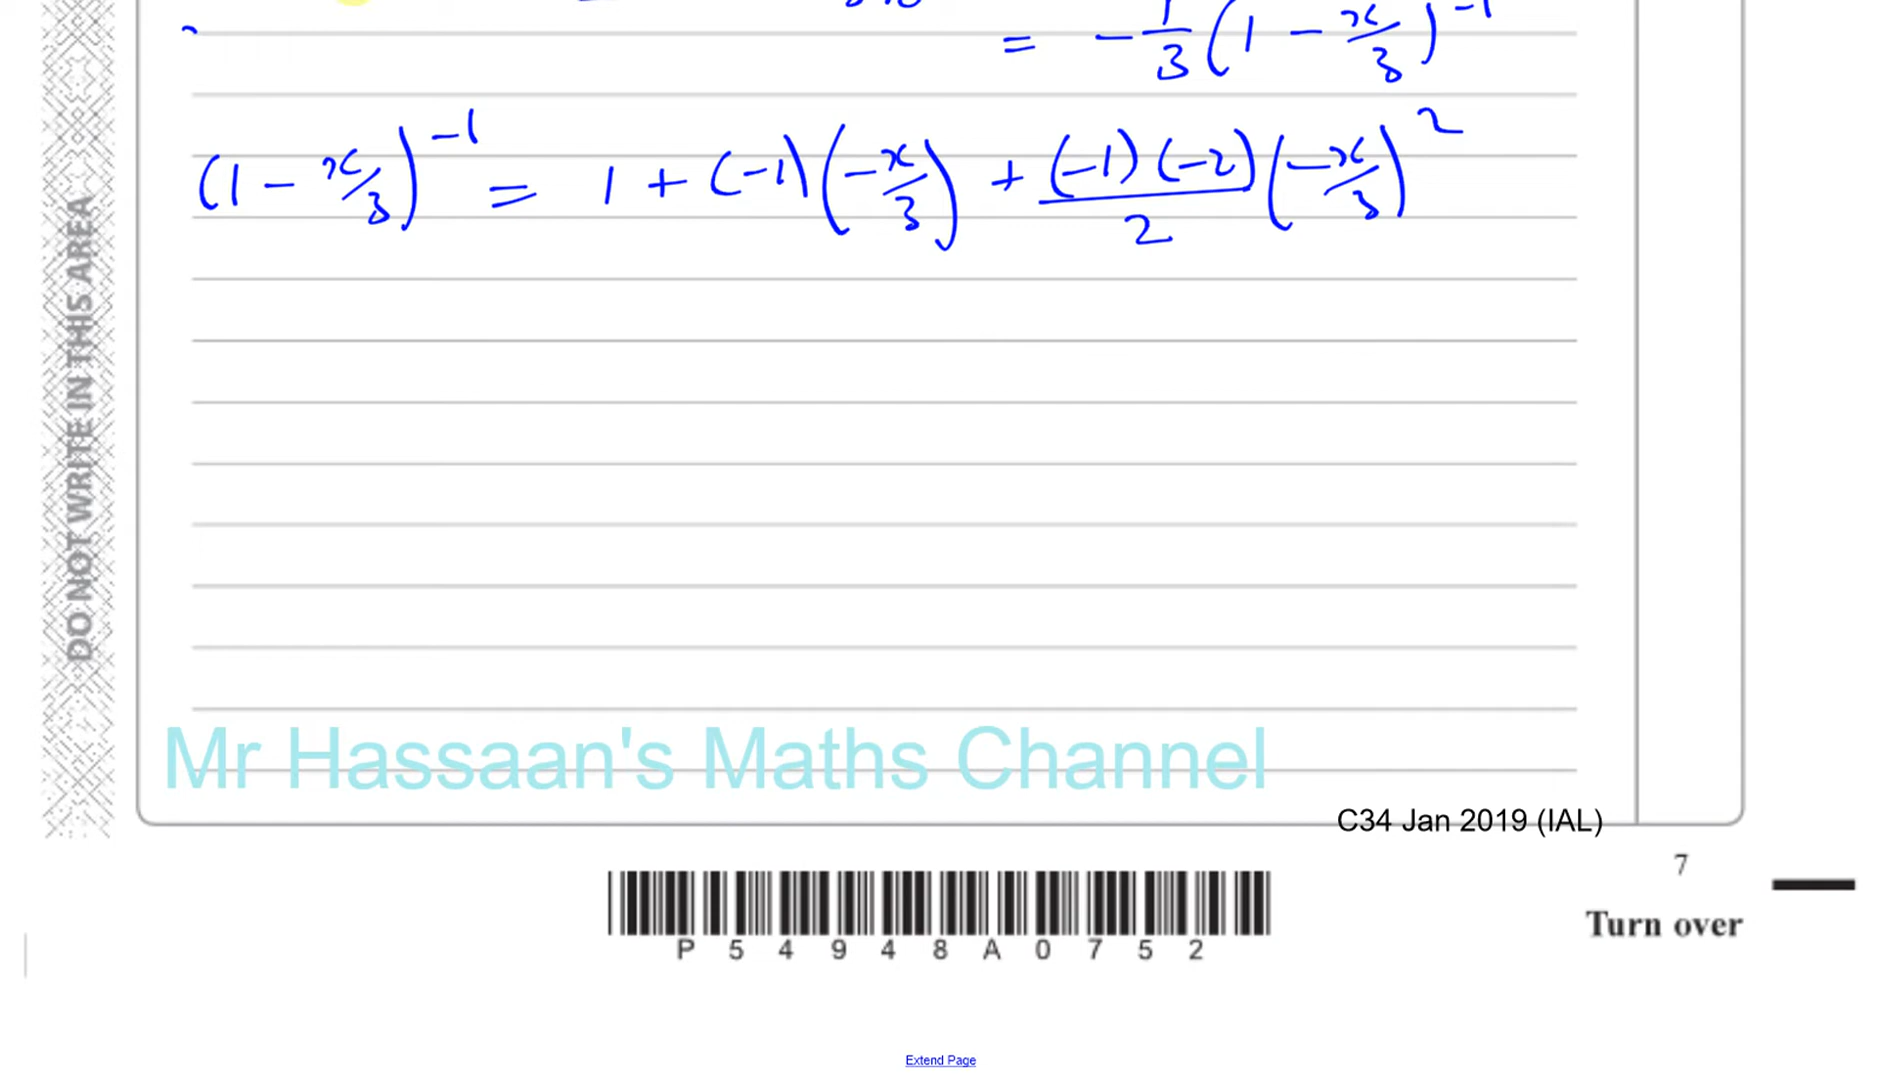 = -1/3 (1 - x/3)^-1
(1 - x/3)^-1 = 1 + (-1)(-x/3) + (-1)(-2)/2 (-x/3)^2
DO NOT WRITE IN THIS AREA
Mr Hassaan's Maths Channel
C34 Jan 2019 (IAL)
7
P 5 4 9 4 8 A 0 7 5 2
Turn over
Extend Page